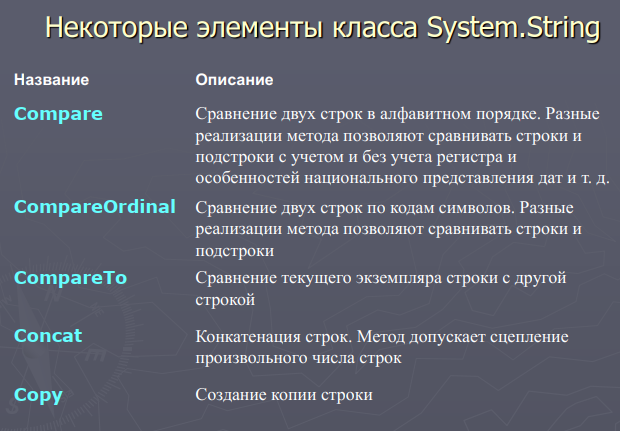 Некоторые элементы класса System.String
Название Описание
Compare Сравнение двух строк в алфавитном порядке. Разные
реализации метода позволяют сравнивать строки и
подстроки с учетом и без учета регистра и
особенностей национального представления дат и т. д.
CompareOrdinal Сравнение двух строк по кодам символов. Разные
реализации метода позволяют сравнивать строки и
подстроки
CompareTo Сравнение текущего экземпляра строки с другой
строкой
Concat Конкатенация строк. Метод допускает сцепление
произвольного числа строк
Copy Создание копии строки